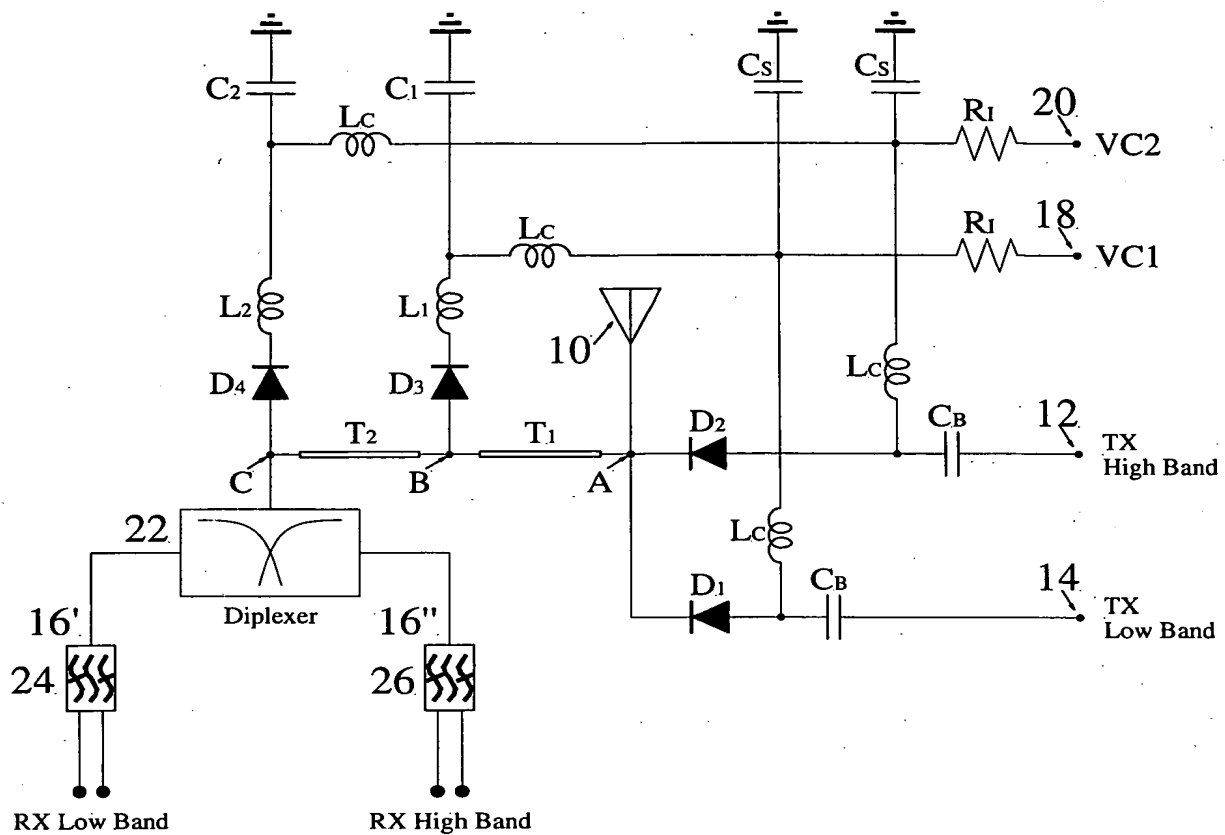 C2
C1
CS
CS
LC
RI
20
VC2
LC
RI
18
VC1
L2
L1
10
LC
D4
D3
D2
CB
12
TX
High Band
T2
T1
C
B
A
22
LC
Diplexer
D1
CB
14
TX
Low Band
16'
16"
24
26
RX Low Band
RX High Band